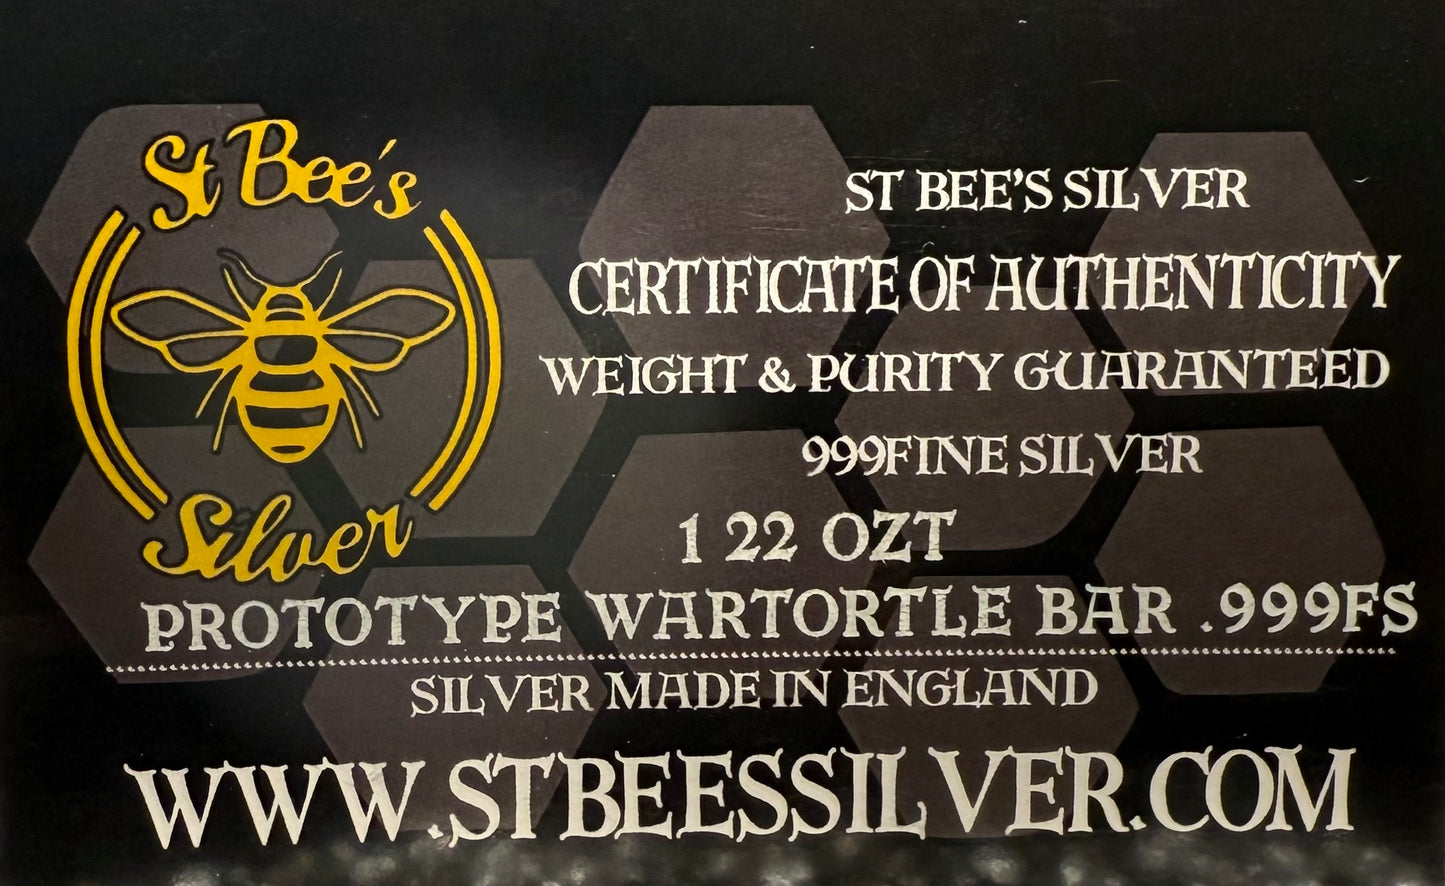 St Bee's
Silver
ST BEE'S SILVER
CERTIFICATE OF AUTHENTICITY
WEIGHT & PURITY GUARANTEED
999FINE SILVER
1 22 OZT
PROTOTYPE WARTORTLE BAR .999FS
SILVER MADE IN ENGLAND
WWW.STBEESSILVER.COM